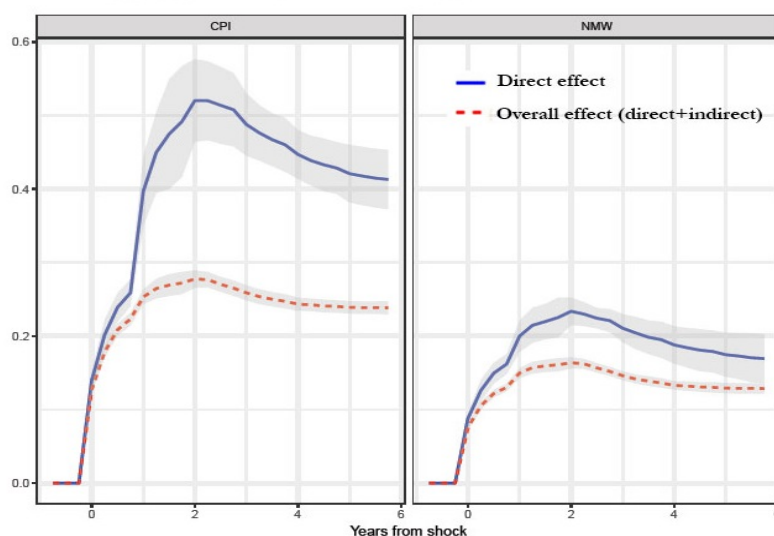 CPI
NMW
0.6
0.4
0.2
0.0
Direct effect
Overall effect (direct+indirect)
0
2
4
6
0
2
4
Years from shock